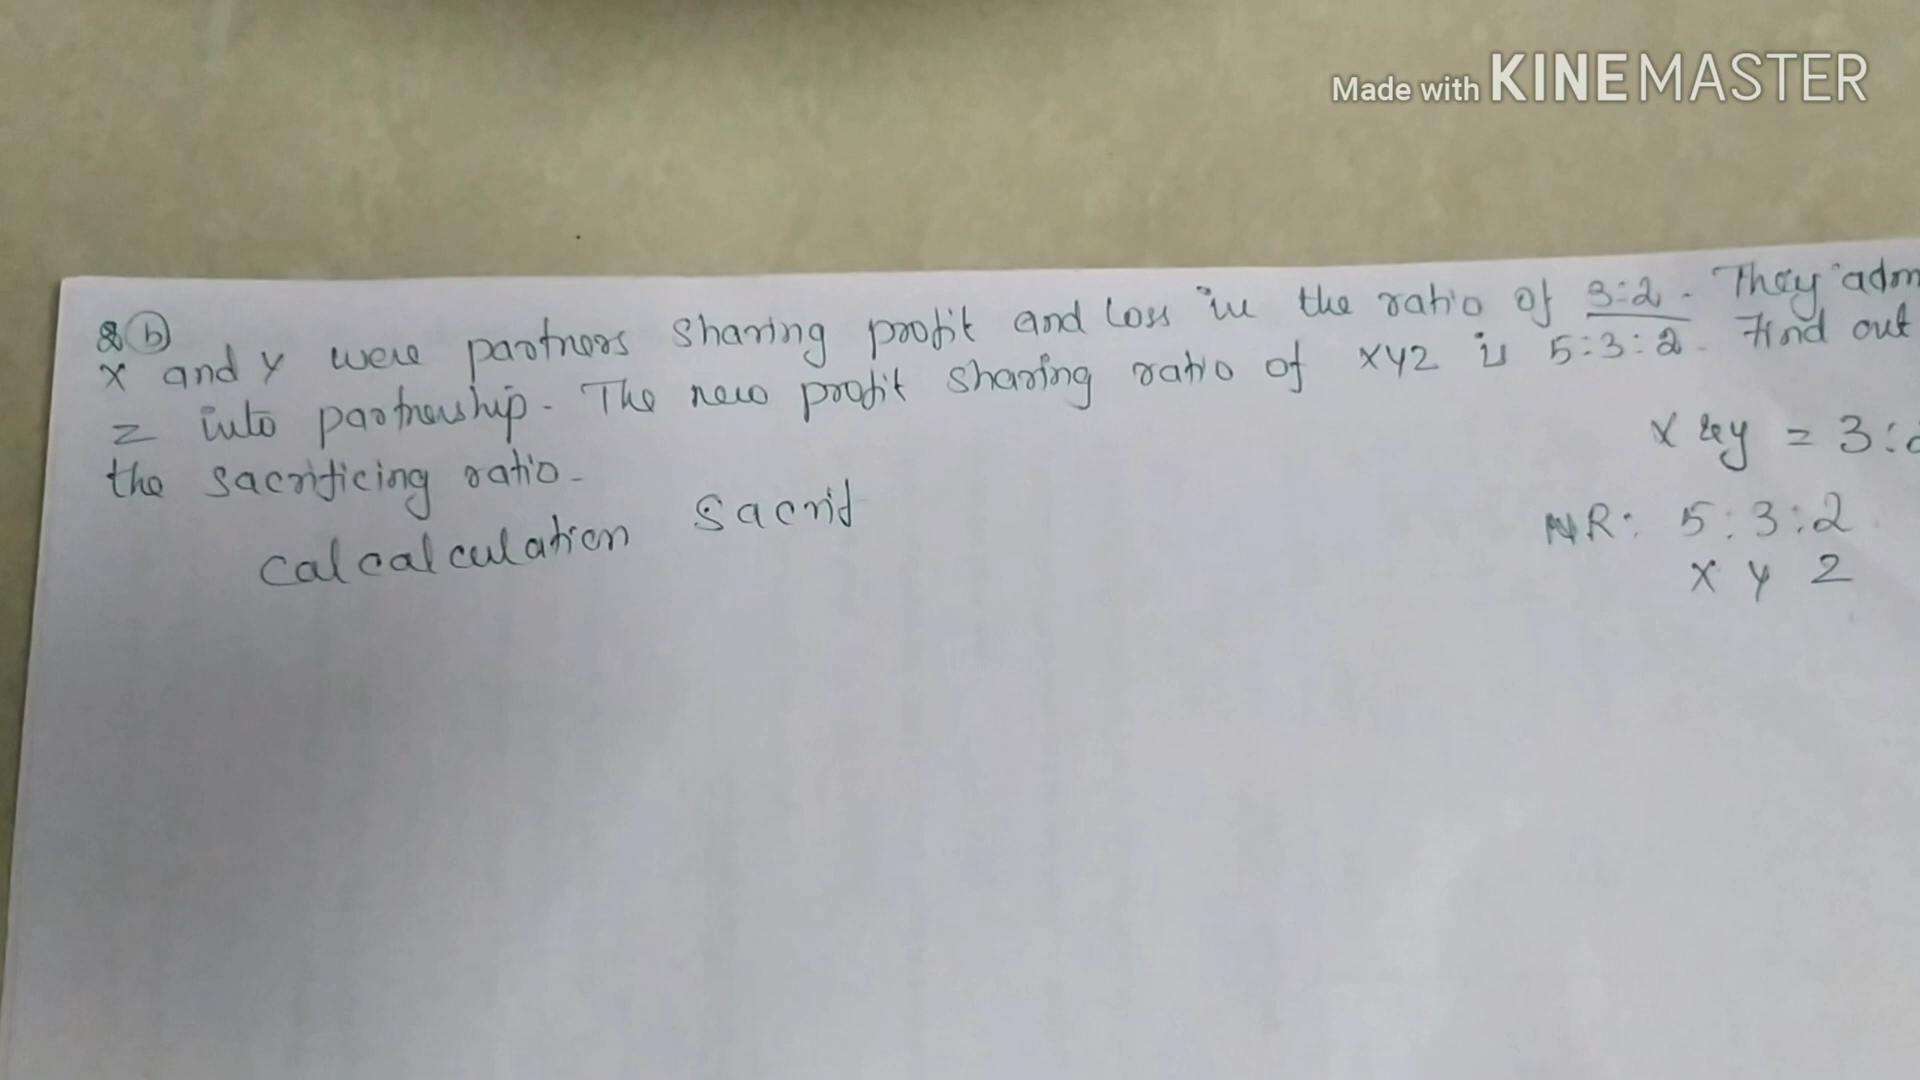 Made with KINEMASTER
Q b
X and Y were partners sharing profit and loss in the ratio of 3:2. They adm
Z into partnership. The new profit sharing ratio of XYZ is 5:3:2. Find out
the sacrificing ratio.
X & y = 3:2
calcalculation sacrif
NR: 5:3:2
X Y Z